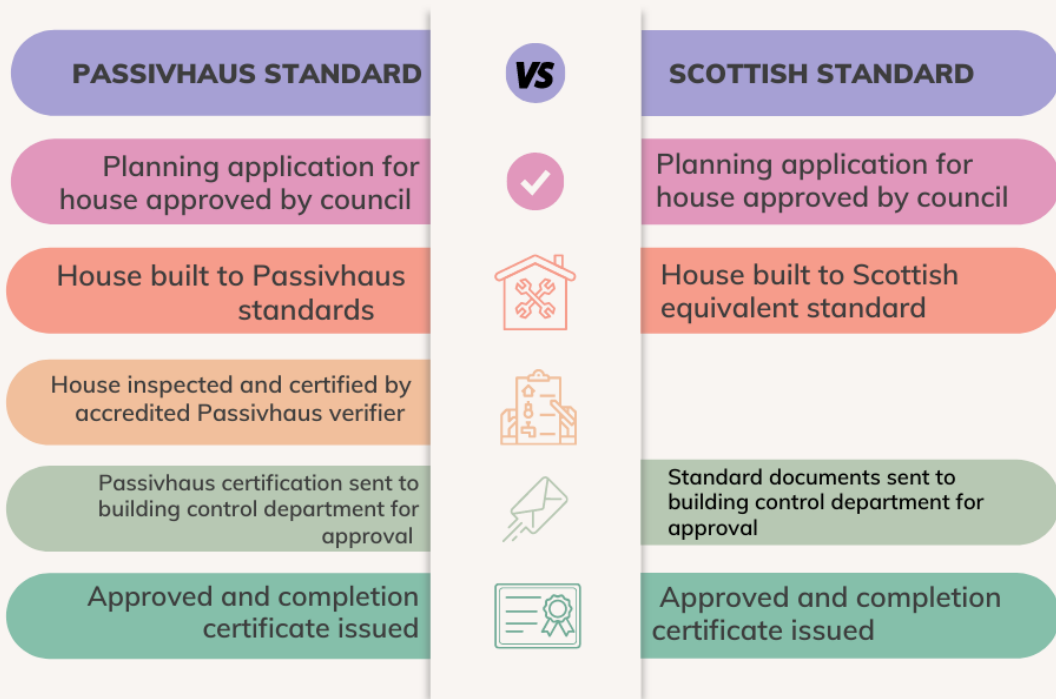 PASSIVHAUS STANDARD
VS
SCOTTISH STANDARD
Planning application for
house approved by council
Planning application for
house approved by council
House built to Passivhaus
standards
House built to Scottish
equivalent standard
House inspected and certified by
accredited Passivhaus verifier
Passivhaus certification sent to
building control department for
approval
Standard documents sent to
building control department for
approval
Approved and completion
certificate issued
Approved and completion
certificate issued